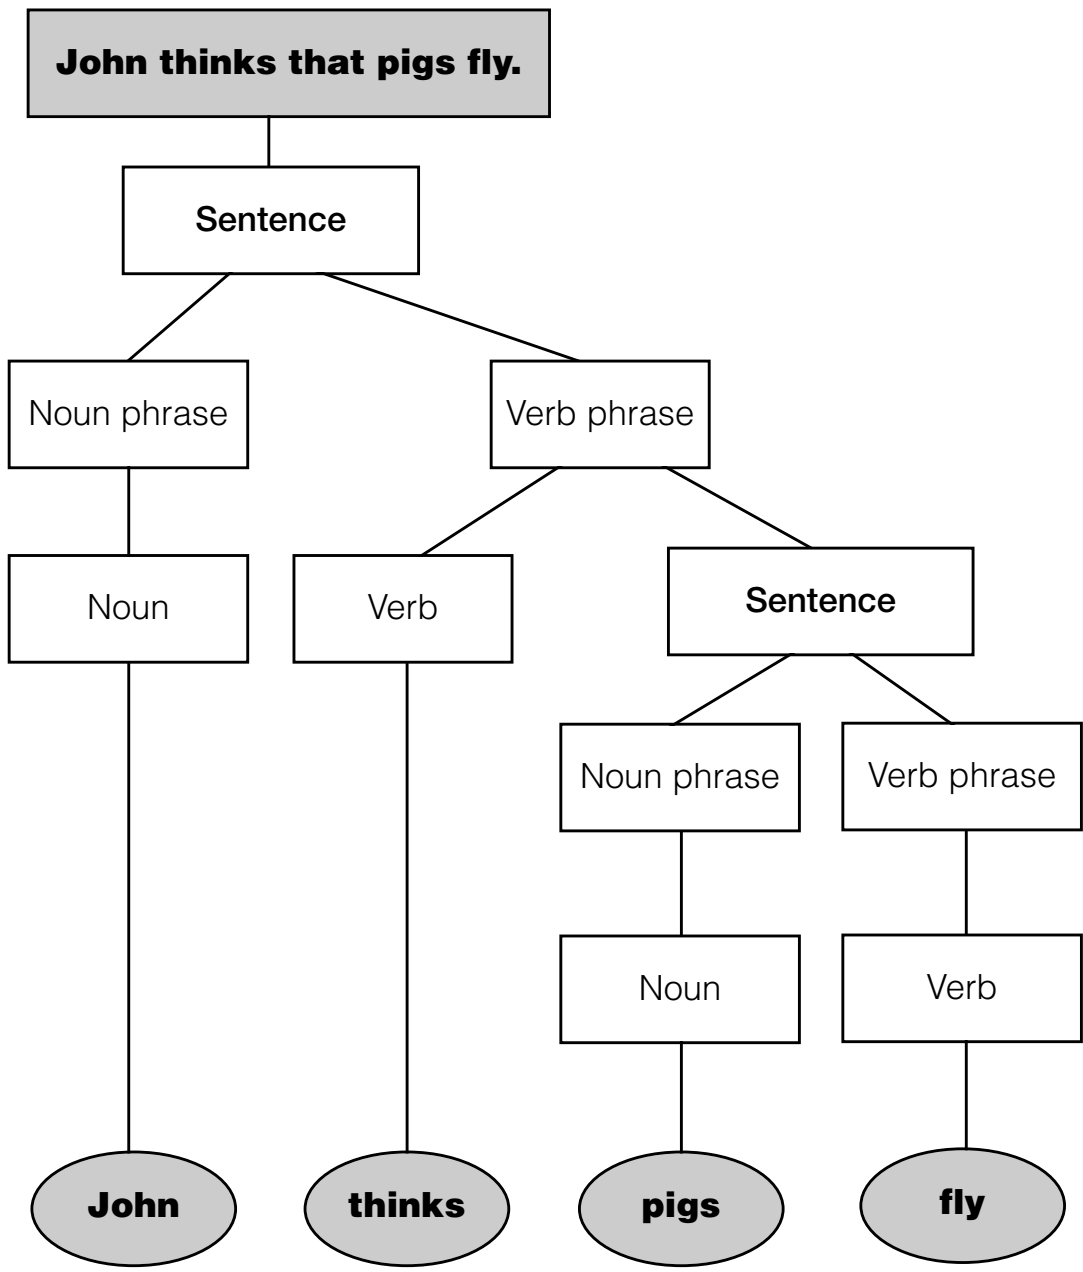 John thinks that pigs fly.
Sentence
Noun phrase
Verb phrase
Noun
Verb
Sentence
Noun phrase
Verb phrase
Noun
Verb
John
thinks
pigs
fly